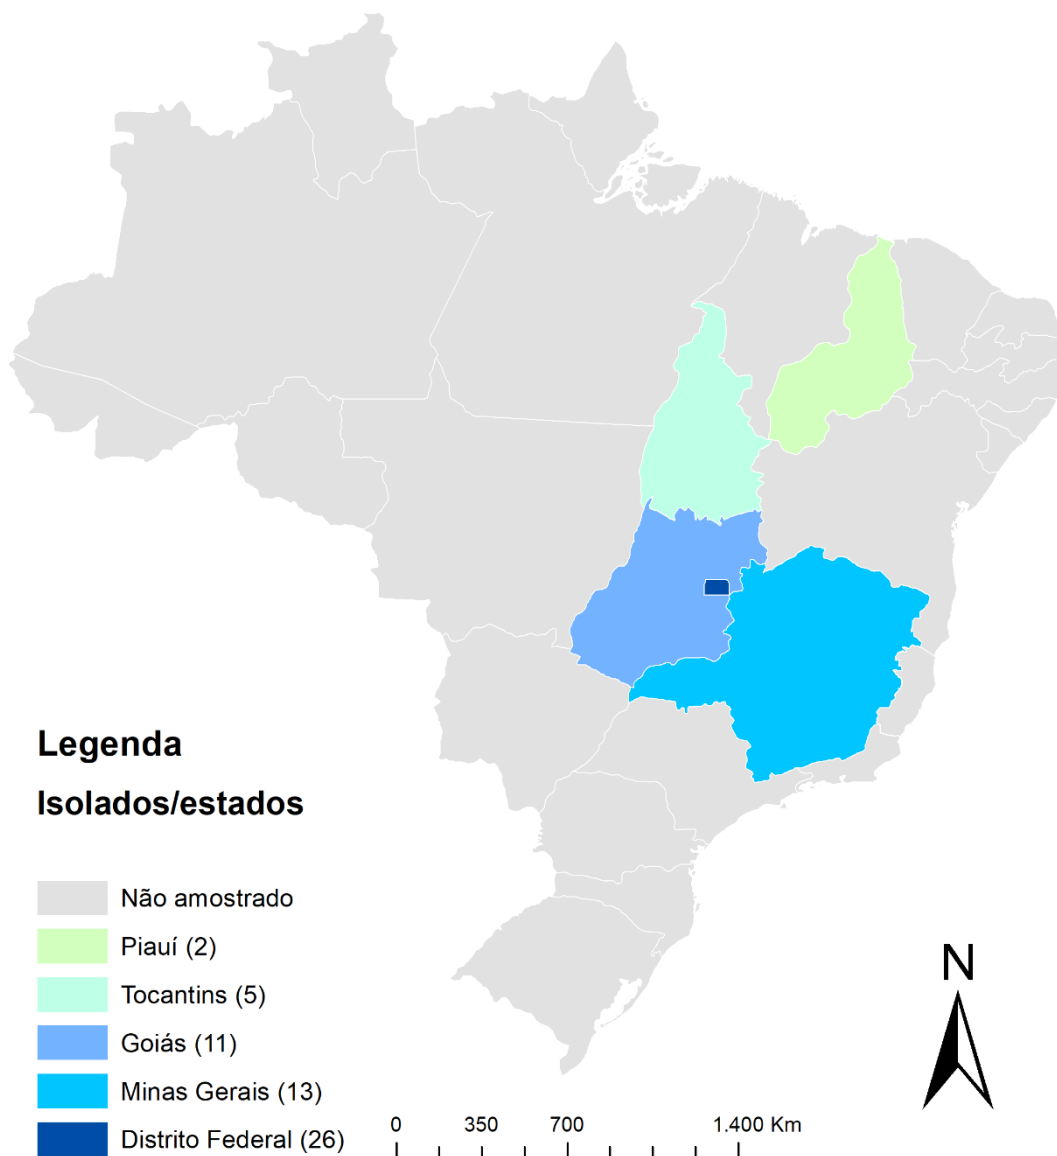 Legenda
Isolados/estados
Não amostrado
Piauí (2)
Tocantins (5)
Goiás (11)
Minas Gerais (13)
Distrito Federal (26)
N
0 350 700 1.400 Km